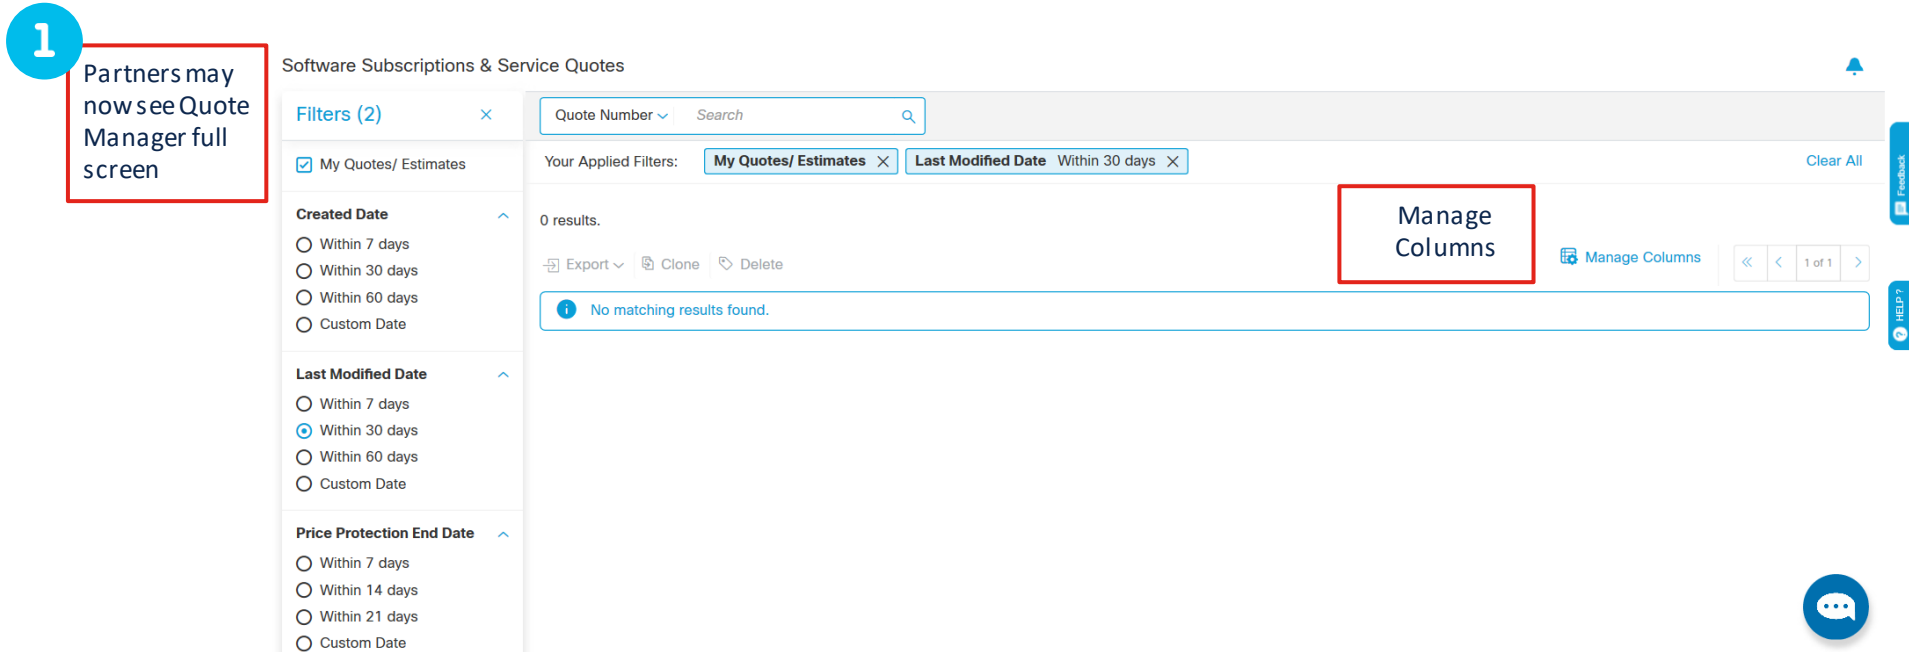 1
Partners may
now see Quote
Manager full
screen
Software Subscriptions & Service Quotes
Filters (2)
Quote Number
Search
My Quotes/ Estimates
Your Applied Filters:
My Quotes/ Estimates
Last Modified Date Within 30 days
Clear All
Feedback
Created Date
Within 7 days
Within 30 days
Within 60 days
Custom Date
0 results.
Manage
Columns
Export
Clone
Delete
Manage Columns
1 of 1
No matching results found.
HELP ?
Last Modified Date
Within 7 days
Within 30 days
Within 60 days
Custom Date
Price Protection End Date
Within 7 days
Within 14 days
Within 21 days
Custom Date